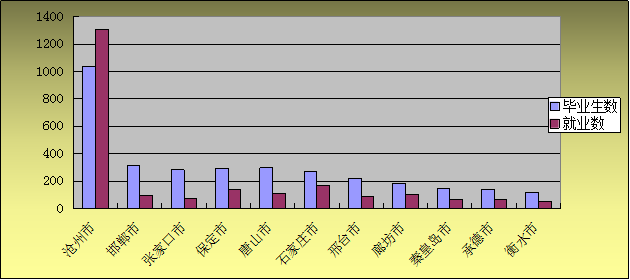 1400
1200
1000
800
600
400
200
0
沧州市
邯郸市
张家口市
保定市
唐山市
石家庄市
邢台市
廊坊市
秦皇岛市
承德市
衡水市
毕业生数
就业数